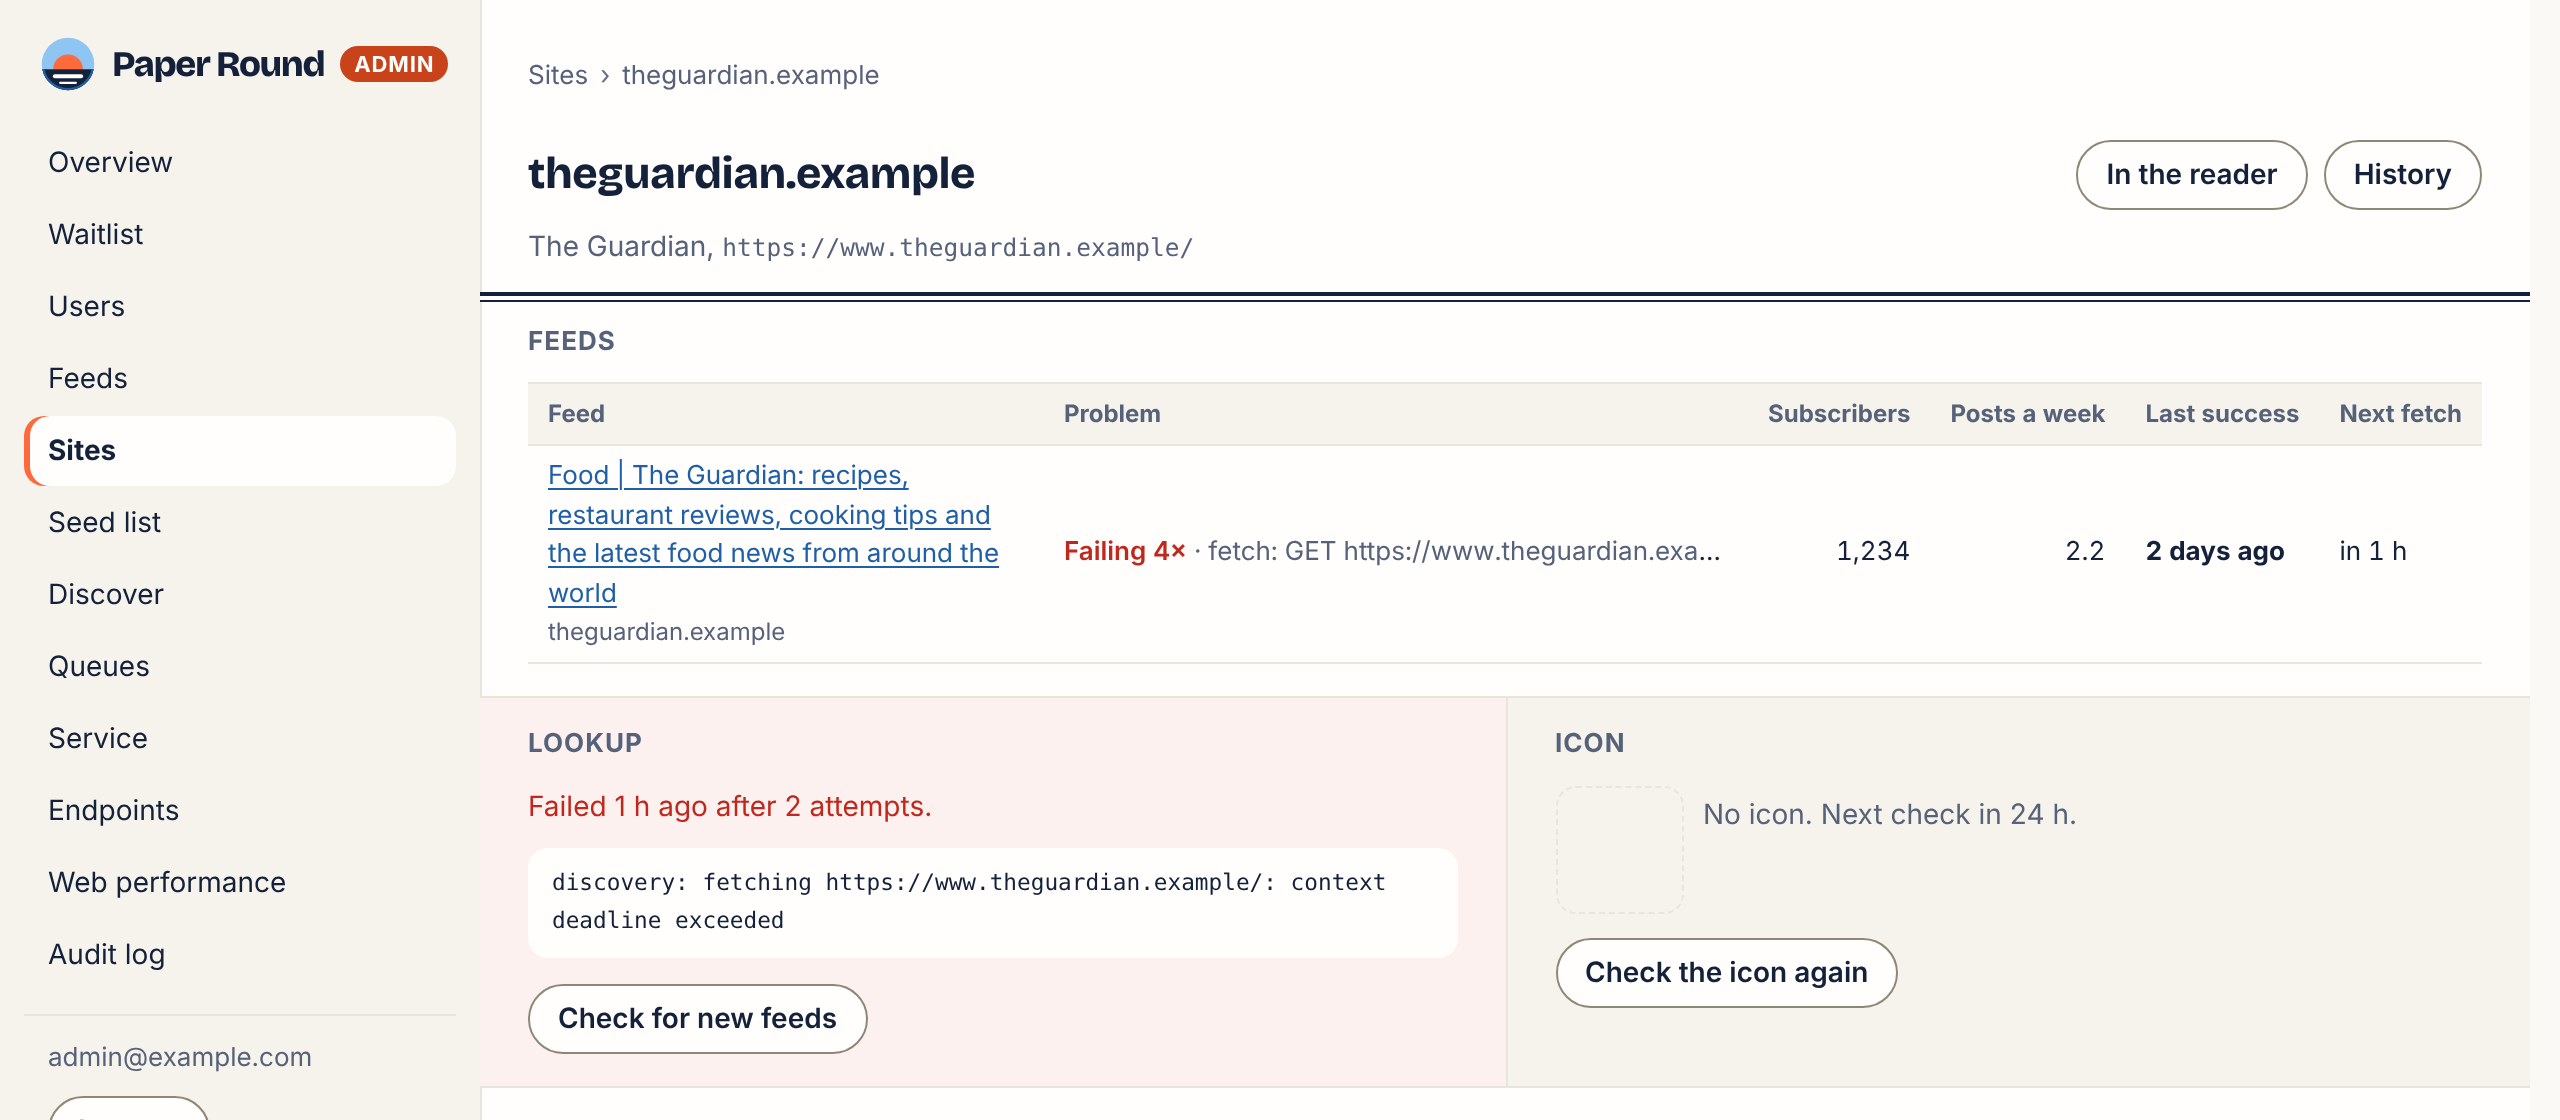 Paper Round ADMIN
Overview
Waitlist
Users
Feeds
Sites
Seed list
Discover
Queues
Service
Endpoints
Web performance
Audit log
admin@example.com
Sites › theguardian.example
theguardian.example
In the reader
History
The Guardian, https://www.theguardian.example/
FEEDS
Feed Problem Subscribers Posts a week Last success Next fetch
Food | The Guardian: recipes,
restaurant reviews, cooking tips and
the latest food news from around the
world
theguardian.example
Failing 4× · fetch: GET https://www.theguardian.exa... 1,234 2.2 2 days ago in 1 h
LOOKUP
Failed 1 h ago after 2 attempts.
discovery: fetching https://www.theguardian.example/: context
deadline exceeded
Check for new feeds
ICON
No icon. Next check in 24 h.
Check the icon again